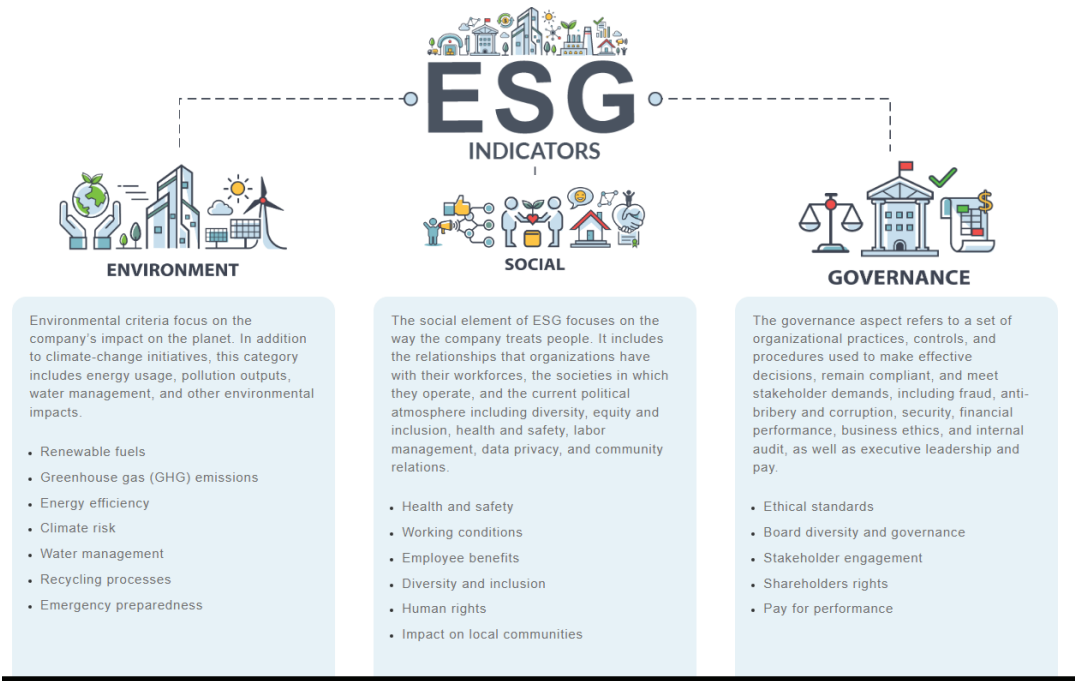 ESG
INDICATORS
ENVIRONMENT
Environmental criteria focus on the
company's impact on the planet. In addition
to climate-change initiatives, this category
includes energy usage, pollution outputs,
water management, and other environmental
impacts.
• Renewable fuels
• Greenhouse gas (GHG) emissions
• Energy efficiency
• Climate risk
• Water management
• Recycling processes
• Emergency preparedness
SOCIAL
The social element of ESG focuses on the
way the company treats people. It includes
the relationships that organizations have
with their workforces, the societies in which
they operate, and the current political
atmosphere including diversity, equity and
inclusion, health and safety, labor
management, data privacy, and community
relations.
• Health and safety
• Working conditions
• Employee benefits
• Diversity and inclusion
• Human rights
• Impact on local communities
GOVERNANCE
The governance aspect refers to a set of
organizational practices, controls, and
procedures used to make effective
decisions, remain compliant, and meet
stakeholder demands, including fraud, anti-
bribery and corruption, security, financial
performance, business ethics, and internal
audit, as well as executive leadership and
pay.
• Ethical standards
• Board diversity and governance
• Stakeholder engagement
• Shareholders rights
• Pay for performance